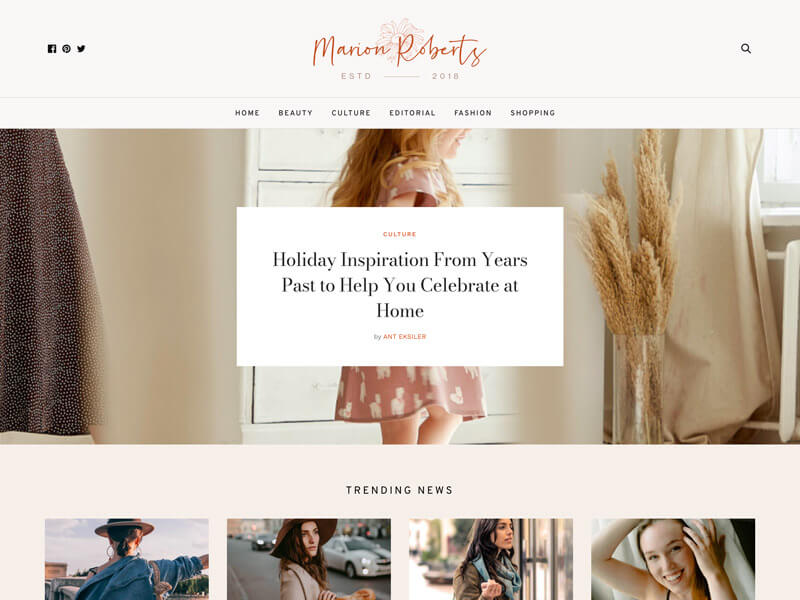 Marion Roberts
ESTD 2018
HOME BEAUTY CULTURE EDITORIAL FASHION SHOPPING
CULTURE
Holiday Inspiration From Years
Past to Help You Celebrate at
Home
by ANT EKSILER
TRENDING NEWS